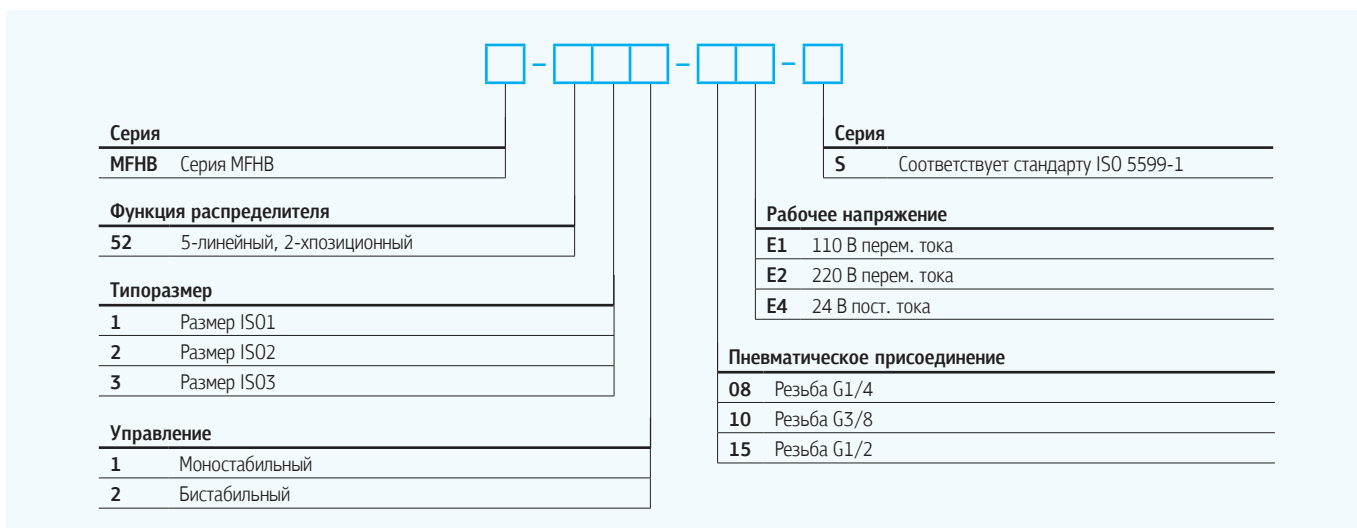 Серия
MFHB Серия MFHB
Функция распределителя
52 5-линейный, 2-хпозиционный
Типоразмер
1 Размер ISO1
2 Размер ISO2
3 Размер ISO3
Управление
1 Моностабильный
2 Бистабильный
Серия
S Соответствует стандарту ISO 5599-1
Рабочее напряжение
E1 110 В перем. тока
E2 220 В перем. тока
E4 24 В пост. тока
Пневматическое присоединение
08 Резьба G1/4
10 Резьба G3/8
15 Резьба G1/2